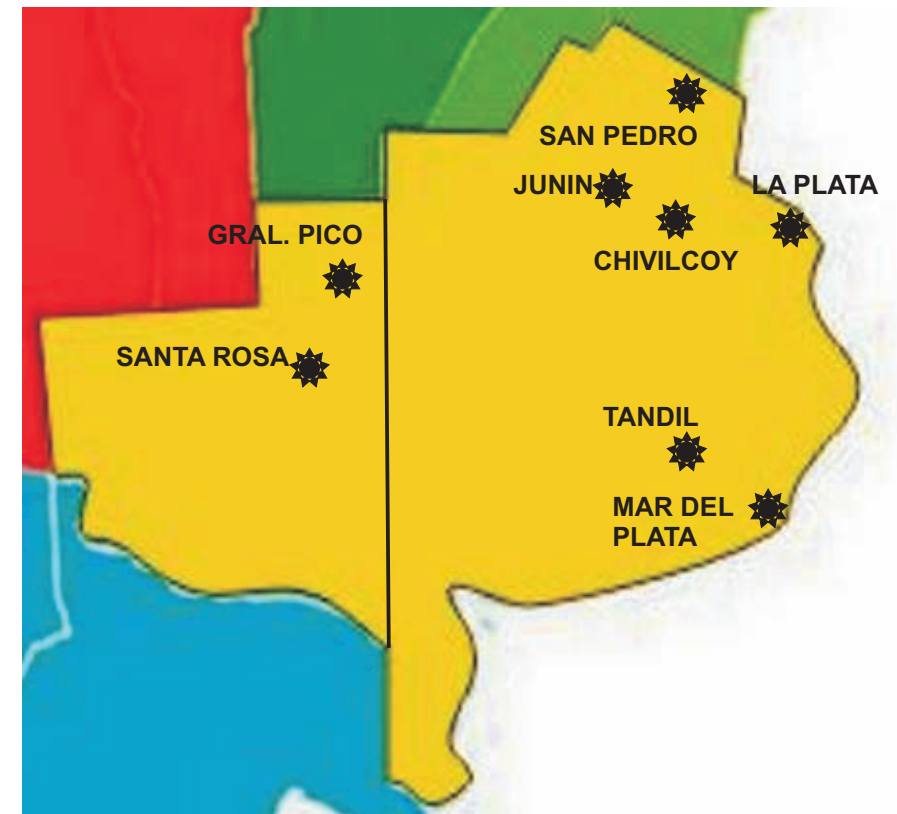 SAN PEDRO
JUNIN
LA PLATA
GRAL. PICO
CHIVILCOY
SANTA ROSA
TANDIL
MAR DEL
PLATA